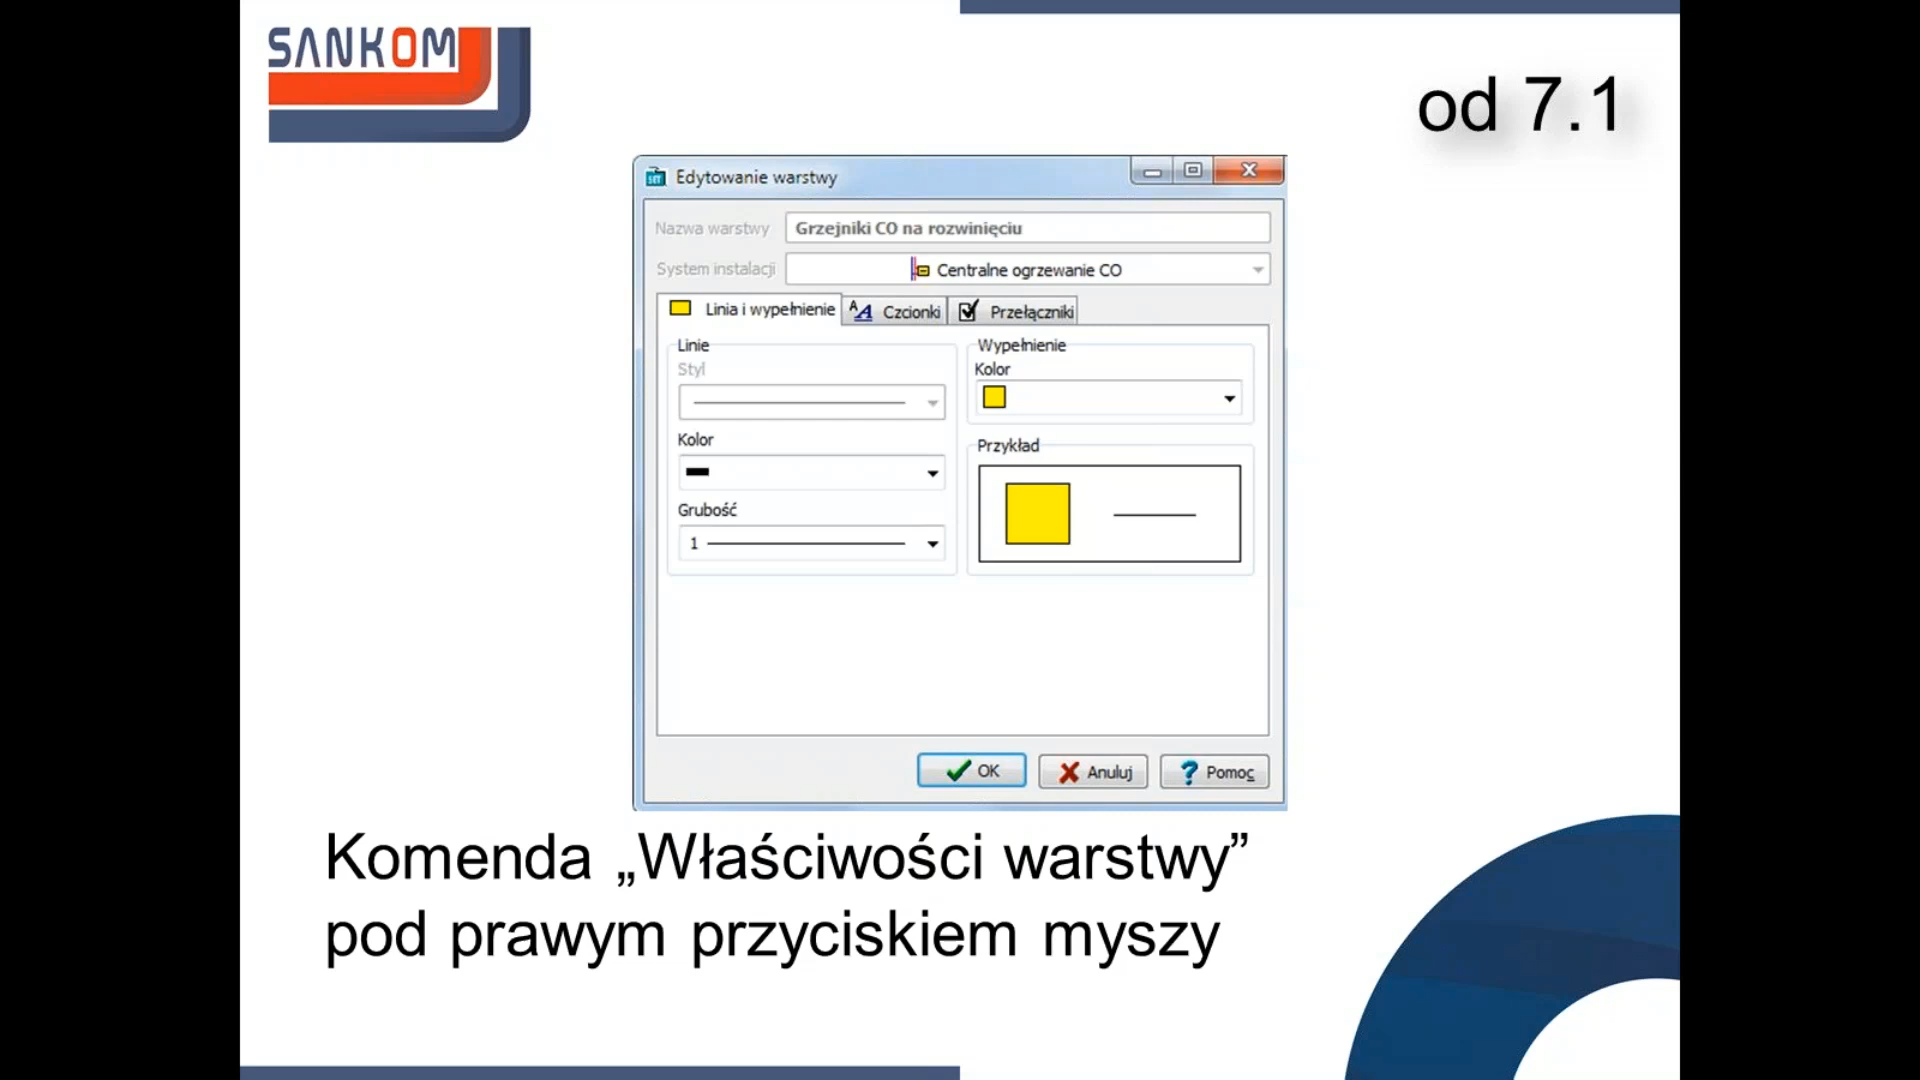 SANKOM
od 7.1
Edytowanie warstwy
Nazwa warstwy Grzejniki CO na rozwinięciu
System instalacji Centralne ogrzewanie CO
Linia i wypełnienie Czcionki Przełączniki
Linie
Styl
Kolor
Grubość
1
Wypełnienie
Kolor
Przykład
OK Anuluj Pomoc
Komenda „Właściwości warstwy”
pod prawym przyciskiem myszy